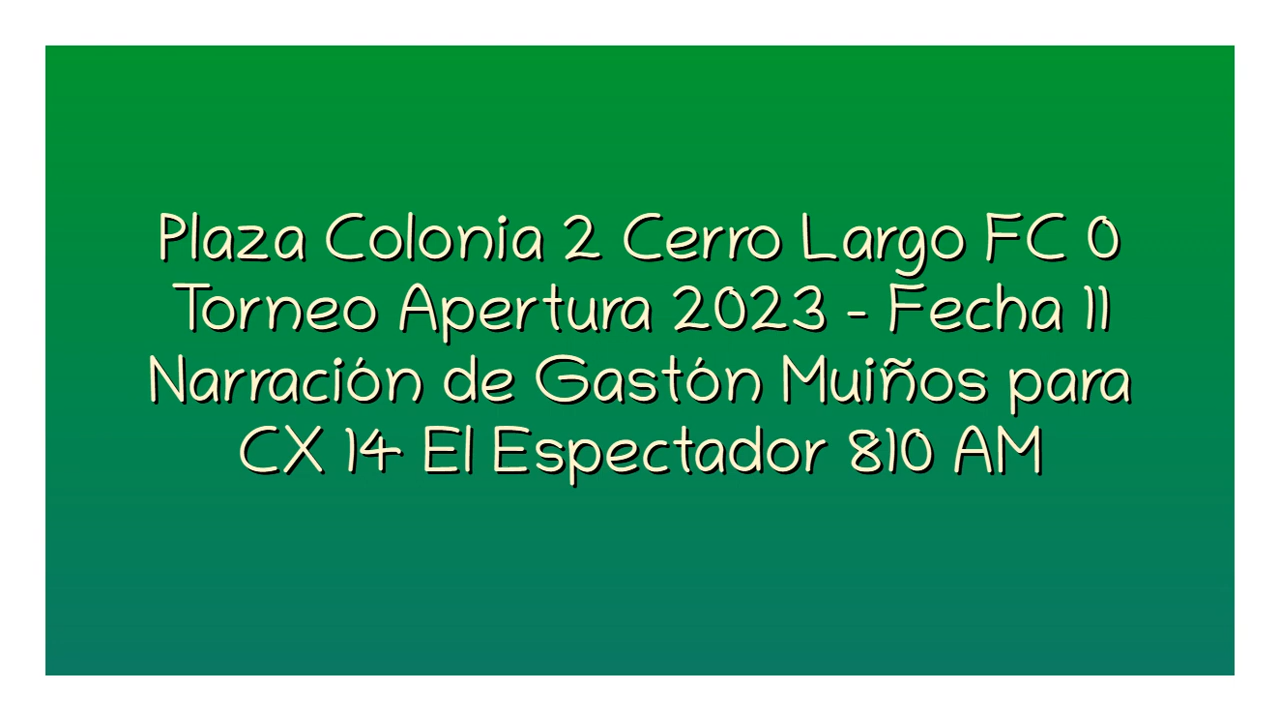 Plaza Colonia 2 Cerro Largo FC 0
Torneo Apertura 2023 - Fecha 11
Narración de Gastón Muiños para
CX 14 El Espectador 810 AM